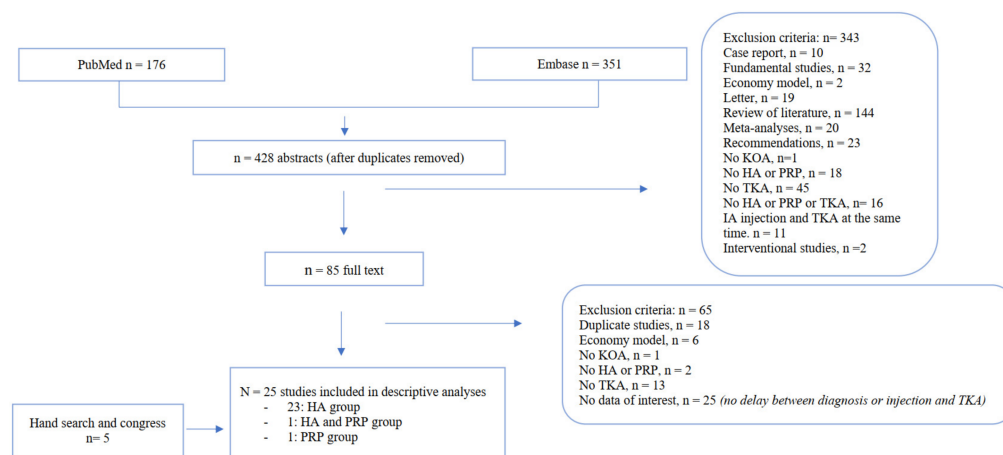 PubMed n = 176
Embase n = 351
Exclusion criteria: n= 343
Case report, n = 10
Fundamental studies, n = 32
Economy model, n = 2
Letter, n = 19
Review of literature, n = 144
Meta-analyses, n = 20
Recommendations, n = 23
No KOA, n=1
No HA or PRP, n = 18
No TKA, n = 45
No HA or PRP or TKA, n= 16
IA injection and TKA at the same
time. n = 11
Interventional studies, n =2
n = 428 abstracts (after duplicates removed)
n = 85 full text
Exclusion criteria: n = 65
Duplicate studies, n = 18
Economy model, n = 6
No KOA, n = 1
No HA or PRP, n = 2
No TKA, n = 13
No data of interest, n = 25 (no delay between diagnosis or injection and TKA)
N = 25 studies included in descriptive analyses
- 23: HA group
- 1: HA and PRP group
- 1: PRP group
Hand search and congress
n= 5